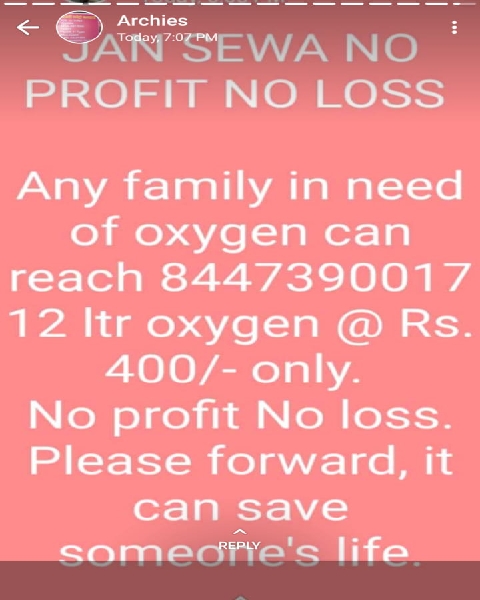 Archies
Today, 7:07 PM
JAN SEWA NO
PROFIT NO LOSS
Any family in need
of oxygen can
reach 8447390017
12 ltr oxygen @ Rs.
400/- only.
No profit No loss.
Please forward, it
can save
someone's life.
REPLY